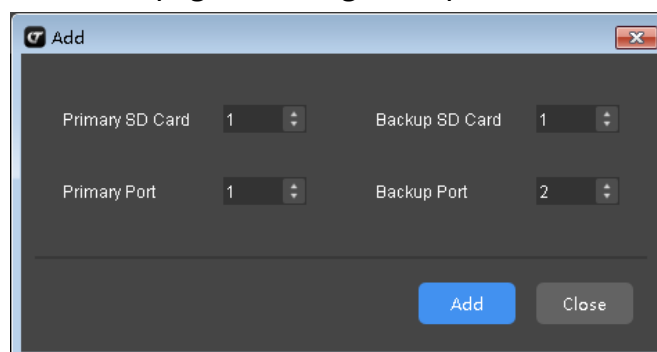 Add
Primary SD Card 1 Backup SD Card 1
Primary Port 1 Backup Port 2
Add Close